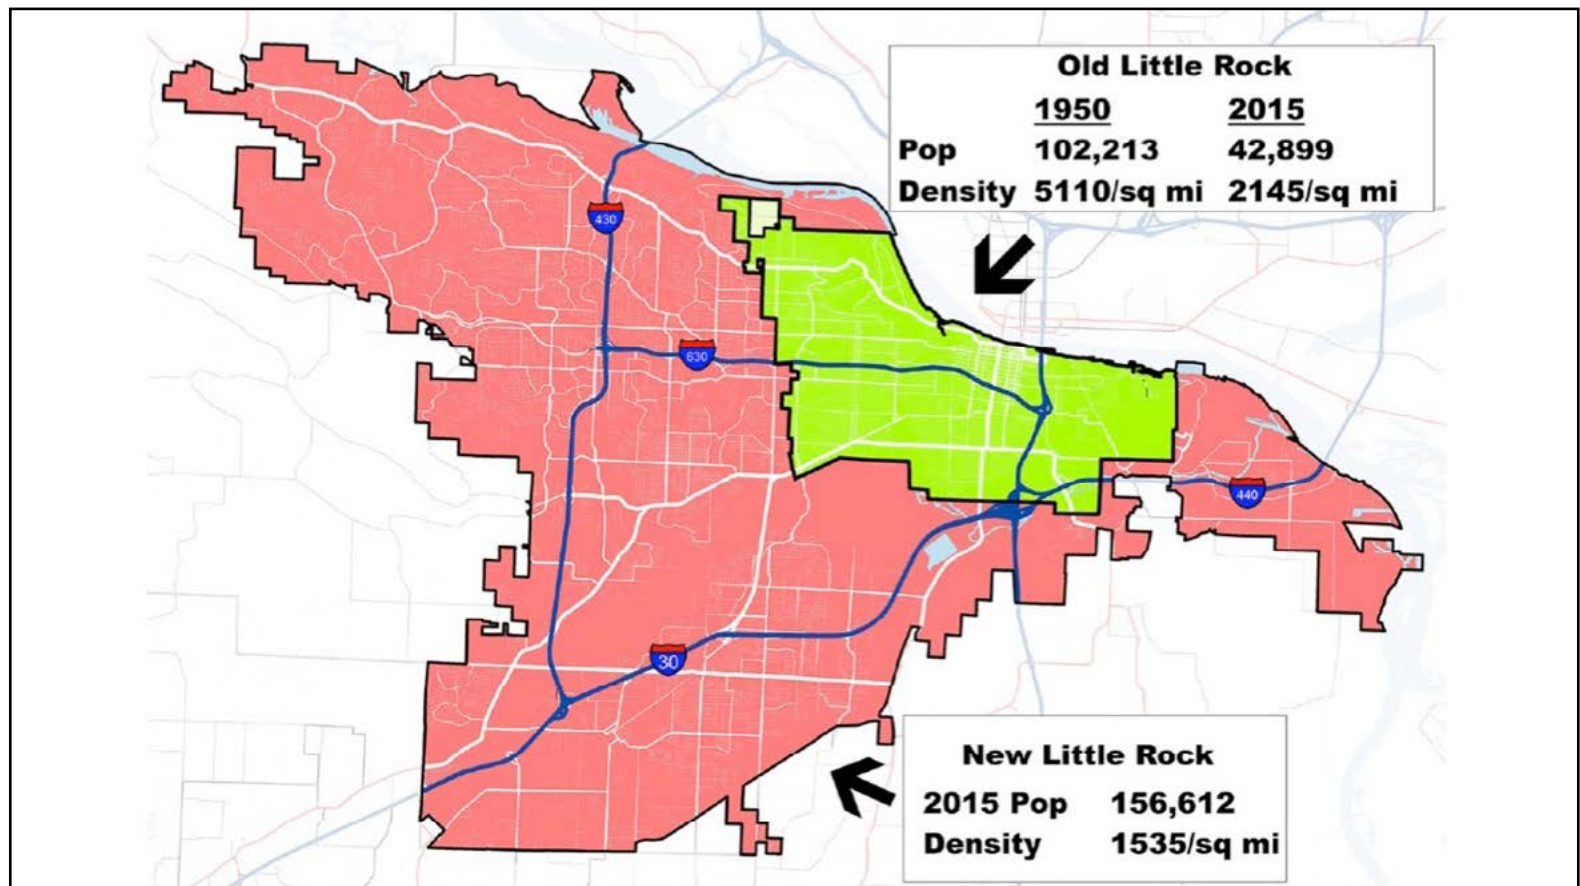 Old Little Rock
1950 2015
Pop 102,213 42,899
Density 5110/sq mi 2145/sq mi
430
630
440
30
New Little Rock
2015 Pop 156,612
Density 1535/sq mi